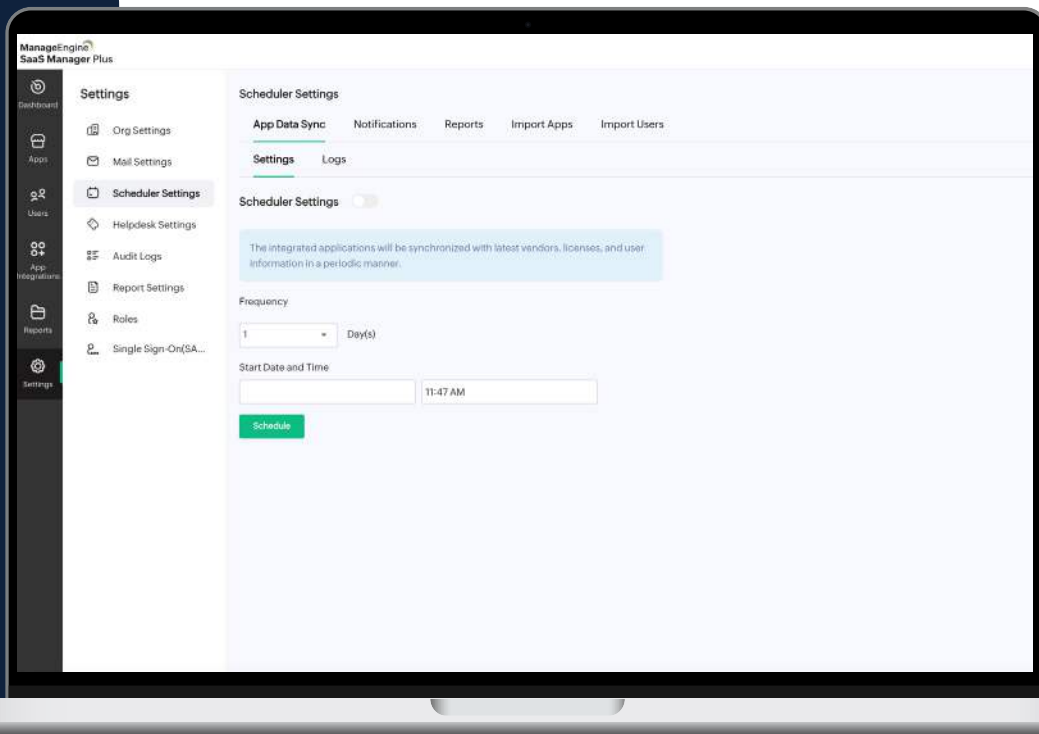 ManageEngine
SaaS Manager Plus
Dashboard
Apps
Users
App
Integrations
Reports
Settings
Settings
Org Settings
Mail Settings
Scheduler Settings
Helpdesk Settings
Audit Logs
Report Settings
Roles
Single Sign-On(SA...
Scheduler Settings
App Data Sync Notifications Reports Import Apps Import Users
Settings Logs
Scheduler Settings
The integrated applications will be synchronized with latest vendors, licenses, and user
information in a periodic manner.
Frequency
1 Day(s)
Start Date and Time
11:47 AM
Schedule